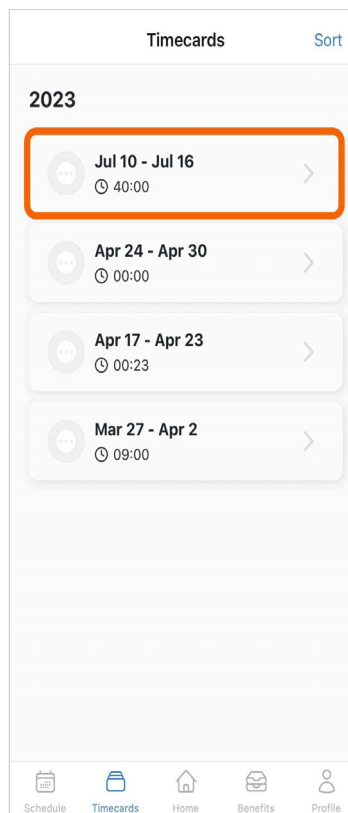 Timecards
Sort
2023
Jul 10 - Jul 16
40:00
Apr 24 - Apr 30
00:00
Apr 17 - Apr 23
00:23
Mar 27 - Apr 2
09:00
Schedule
Timecards
Home
Benefits
Profile